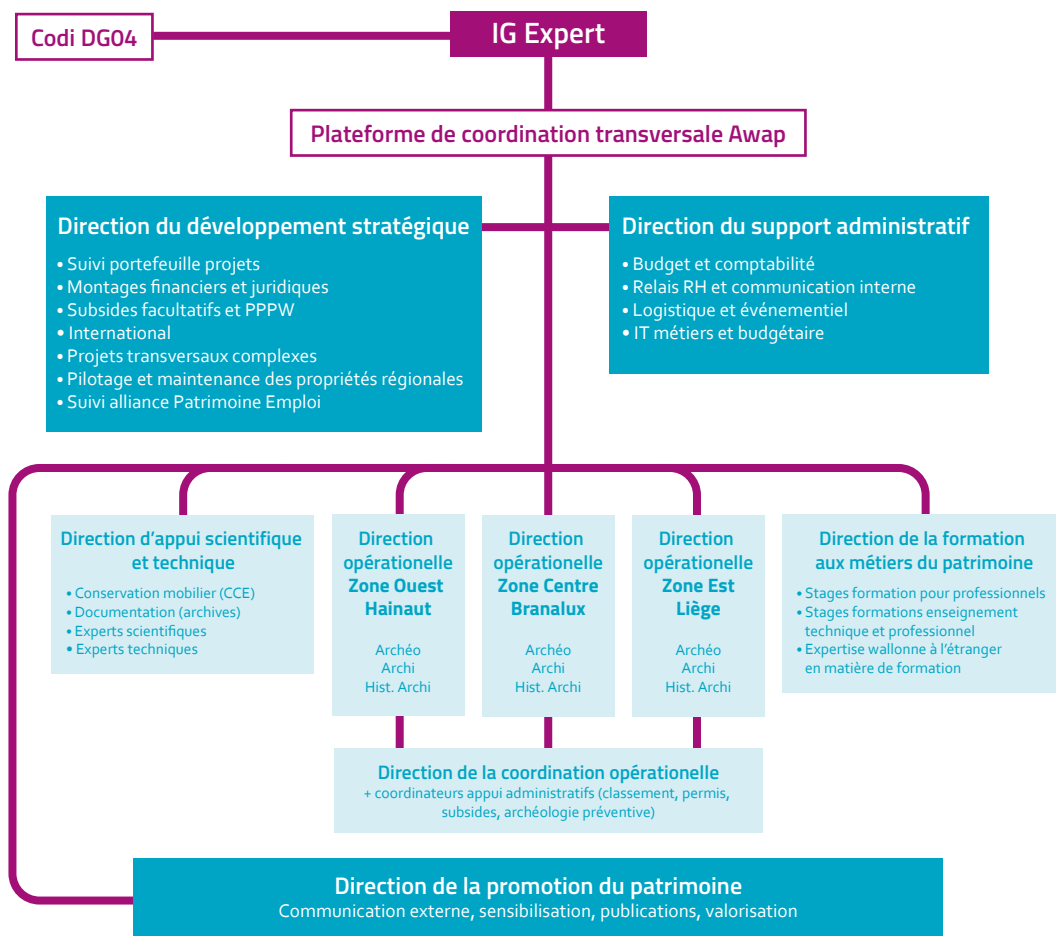 Codi DG04
IG Expert
Plateforme de coordination transversale Awap
Direction du développement stratégique
• Suivi portefeuille projets
• Montages financiers et juridiques
• Subsides facultatifs et PPPW
• International
• Projets transversaux complexes
• Pilotage et maintenance des propriétés régionales
• Suivi alliance Patrimoine Emploi
Direction du support administratif
• Budget et comptabilité
• Relais RH et communication interne
• Logistique et événementiel
• IT métiers et budgétaire
Direction d'appui scientifique
et technique
• Conservation mobilier (CCE)
• Documentation (archives)
• Experts scientifiques
• Experts techniques
Direction
opérationelle
Zone Ouest
Hainaut
Archéo
Archi
Hist. Archi
Direction
opérationelle
Zone Centre
Branalux
Archéo
Archi
Hist. Archi
Direction
opérationelle
Zone Est
Liège
Archéo
Archi
Hist. Archi
Direction de la formation
aux métiers du patrimoine
• Stages formation pour professionnels
• Stages formations enseignement
technique et professionnel
• Expertise wallonne à l'étranger
en matière de formation
Direction de la coordination opérationelle
+ coordinateurs appui administratifs (classement, permis,
subsides, archéologie préventive)
Direction de la promotion du patrimoine
Communication externe, sensibilisation, publications, valorisation